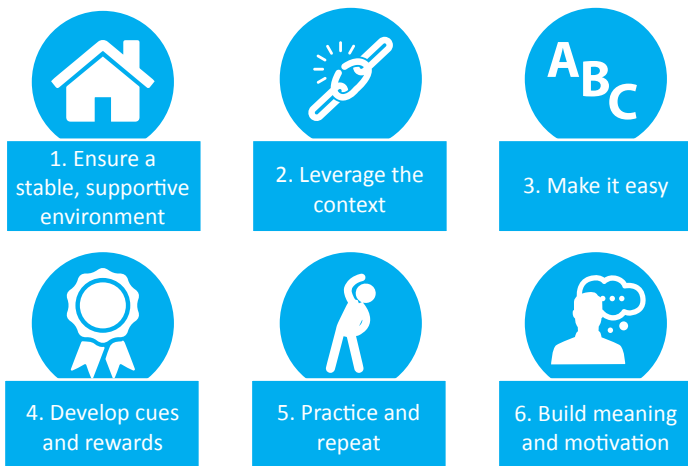 1. Ensure a
stable, supportive
environment
2. Leverage the
context
ABC
3. Make it easy
4. Develop cues
and rewards
5. Practice and
repeat
6. Build meaning
and motivation